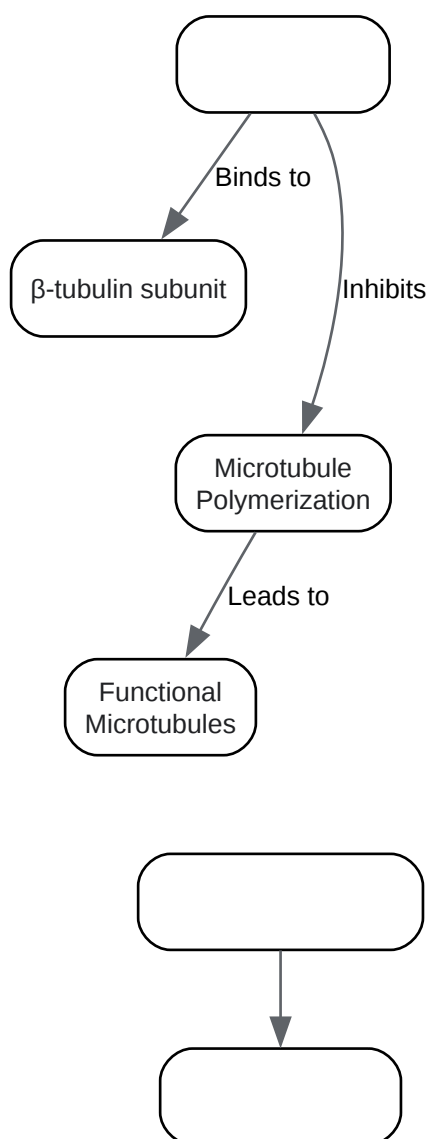 Binds to
β-tubulin subunit
Inhibits
Microtubule
Polymerization
Leads to
Functional
Microtubules